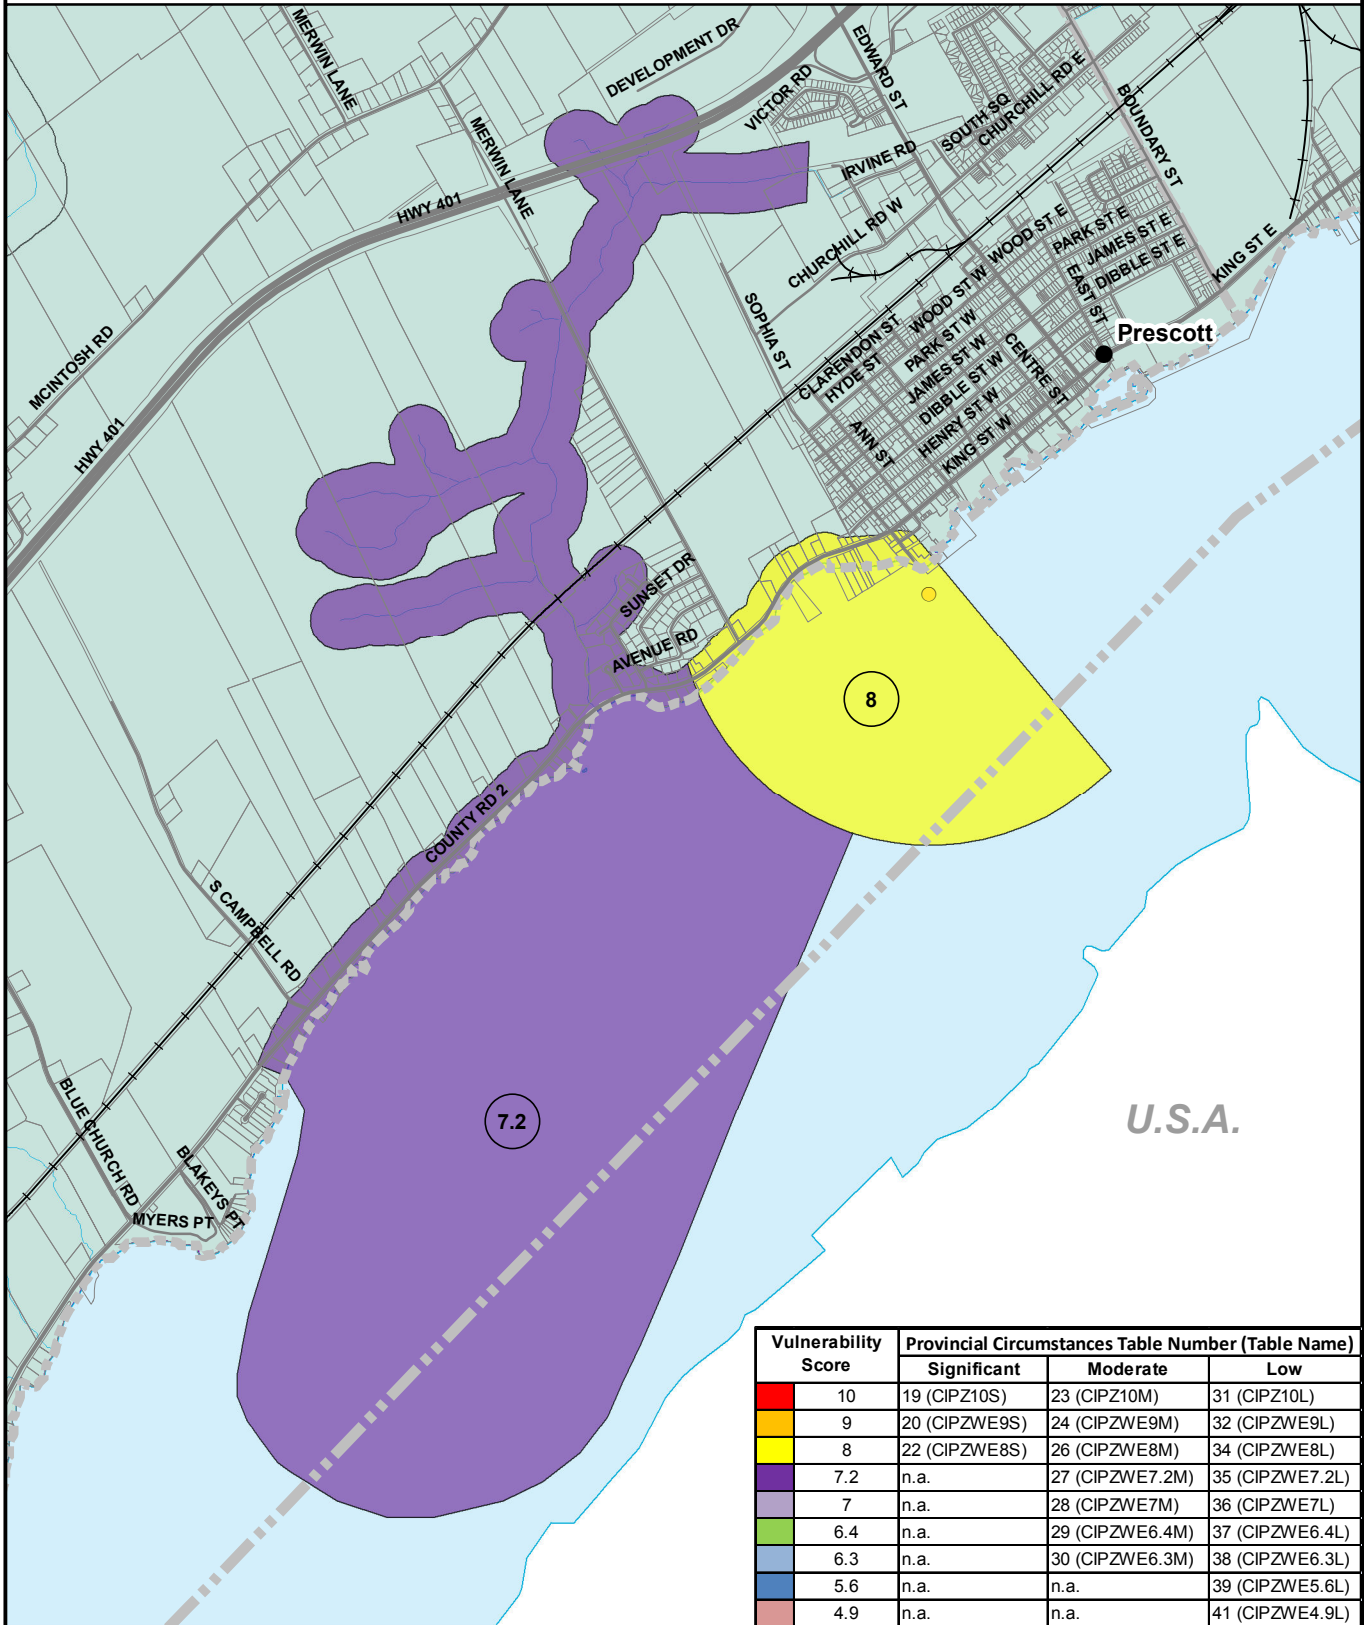 MERWIN LANE
DEVELOPMENT DR
EDWARD ST
VICTOR RD
SOUTH SQ
CHURCHILL RD E
BOUNDARY ST
MERWIN LANE
IRVINE RD
HWY 401
CHURCHILL RD W
WOOD ST E
PARK ST E
JAMES ST E
DIBBLE ST E
KING ST E
EAST ST
SOPHIA ST
WOOD ST W
Prescott
MCINTOSH RD
CLARENDON ST
HYDE ST
PARK ST W
JAMES ST W
DIBBLE ST W
CENTRE ST
HENRY ST W
KING ST W
ANN ST
HWY 401
SUNSET DR
AVENUE RD
8
COUNTY RD 2
S CAMPBELL RD
7.2
U.S.A.
BLUE CHURCH RD
BLAKEYS PT
MYERS PT
Vulnerability Provincial Circumstances Table Number (Table Name)
Score Significant Moderate Low
10 19 (CIPZ10S) 23 (CIPZ10M) 31 (CIPZ10L)
9 20 (CIPZWE9S) 24 (CIPZWE9M) 32 (CIPZWE9L)
8 22 (CIPZWE8S) 26 (CIPZWE8M) 34 (CIPZWE8L)
7.2 n.a. 27 (CIPZWE7.2M) 35 (CIPZWE7.2L)
7 n.a. 28 (CIPZWE7M) 36 (CIPZWE7L)
6.4 n.a. 29 (CIPZWE6.4M) 37 (CIPZWE6.4L)
6.3 n.a. 30 (CIPZWE6.3M) 38 (CIPZWE6.3L)
5.6 n.a. n.a. 39 (CIPZWE5.6L)
4.9 n.a. n.a. 41 (CIPZWE4.9L)